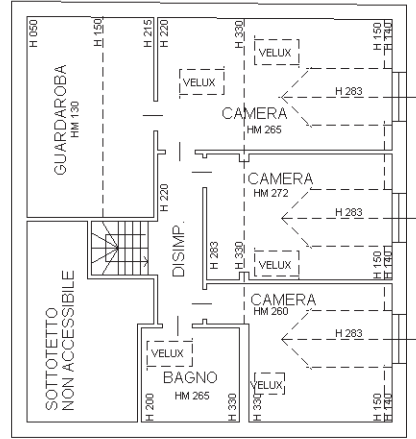 H 050
H 150
H 215
H 220
H 330
H 150
H 140
VELUX
VELUX
H 283
GUARDAROBA
HM 130
CAMERA
HM 265
H 220
CAMERA
HM 272
DISIMP.
H 283
H 330
H 283
VELUX
H 150
H 140
SOTTOTETTO
NON ACCESSIBILE
CAMERA
HM 260
H 283
VELUX
BAGNO
HM 265
VELUX
H 200
H 330
H 330
H 150
H 140